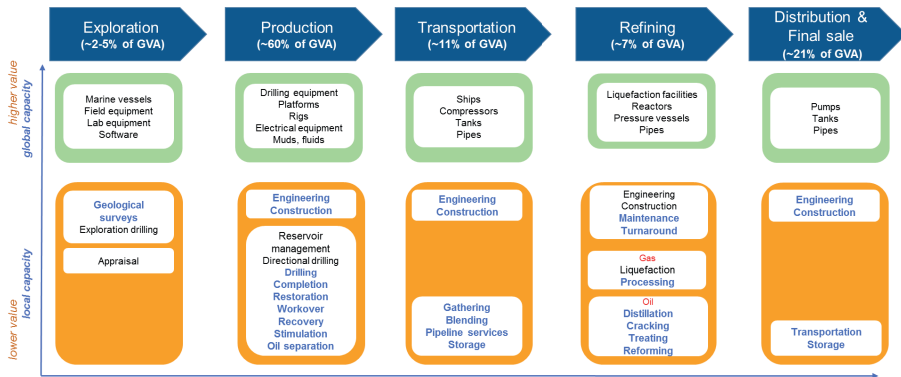 Exploration
(~2-5% of GVA)
Production
(~60% of GVA)
Transportation
(~11% of GVA)
Refining
(~7% of GVA)
Distribution &
Final sale
(~21% of GVA)
higher value
global capacity
Marine vessels
Field equipment
Lab equipment
Software
Drilling equipment
Platforms
Rigs
Electrical equipment
Muds, fluids
Ships
Compressors
Tanks
Pipes
Liquefaction facilities
Reactors
Pressure vessels
Pipes
Pumps
Tanks
Pipes
lower value
local capacity
Geological
surveys
Exploration drilling
Appraisal
Engineering
Construction
Reservoir
management
Directional drilling
Drilling
Completion
Restoration
Workover
Recovery
Stimulation
Oil separation
Engineering
Construction
Gathering
Blending
Pipeline services
Storage
Engineering
Construction
Maintenance
Turnaround
Gas
Liquefaction
Processing
Oil
Distillation
Cracking
Treating
Reforming
Engineering
Construction
Transportation
Storage